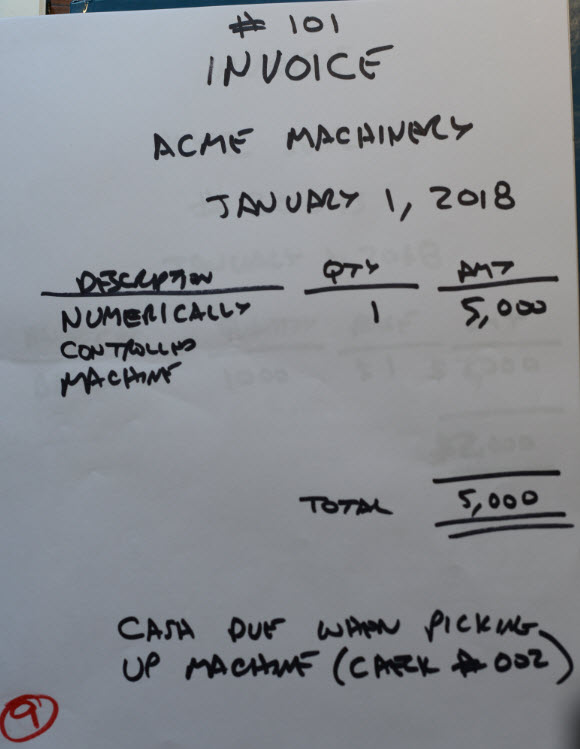 # 101
INVOICE
ACME MACHINERY
JANUARY 1, 2018
DESCRIPTION QTY AMT
NUMERICALLY 1 5,000
CONTROLLED
MACHINE
TOTAL 5,000
CASH DUE WHEN PICKING
UP MACHINE (CHECK # 002)
9